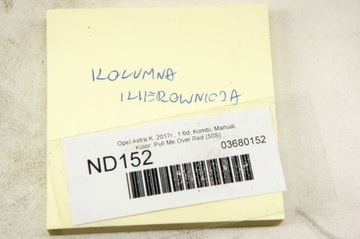 KOLUMNA
KIEROWNICZA
Opel Astra K, 2017r., 1.6d, Kombi, Manual,
Kolor: Pull Me Over Red (50S)
ND152
03680152